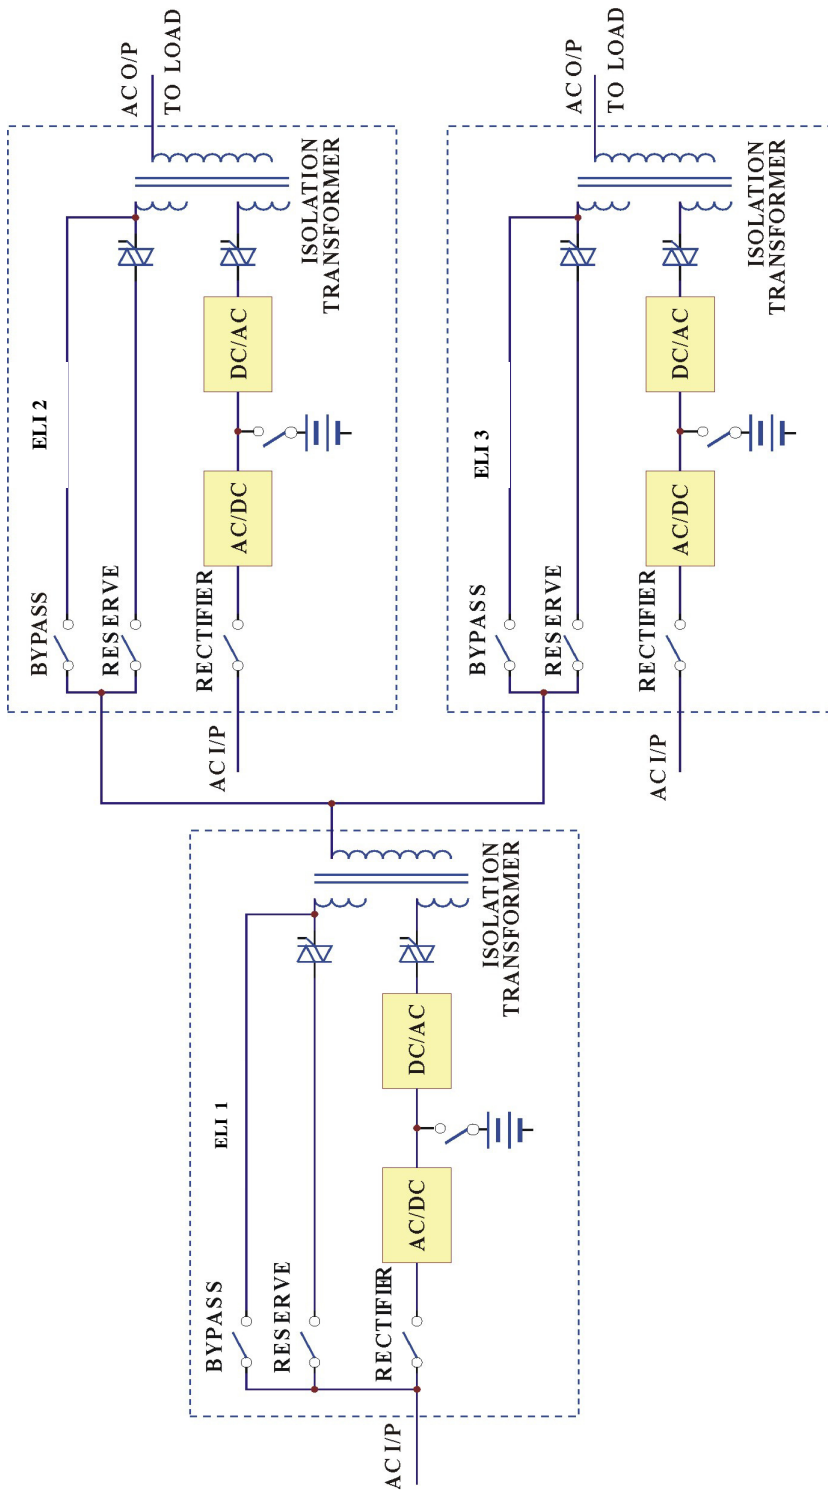 AC O/P
TO LOAD
ISOLATION
TRANSFORMER
DC/AC
ELI 2
AC/DC
BYPASS
RESERVE
RECTIFIER
AC I/P
AC O/P
TO LOAD
ISOLATION
TRANSFORMER
DC/AC
ELI 3
AC/DC
BYPASS
RESERVE
RECTIFIER
AC I/P
ISOLATION
TRANSFORMER
DC/AC
ELI 1
AC/DC
BYPASS
RESERVE
RECTIFIER
AC I/P